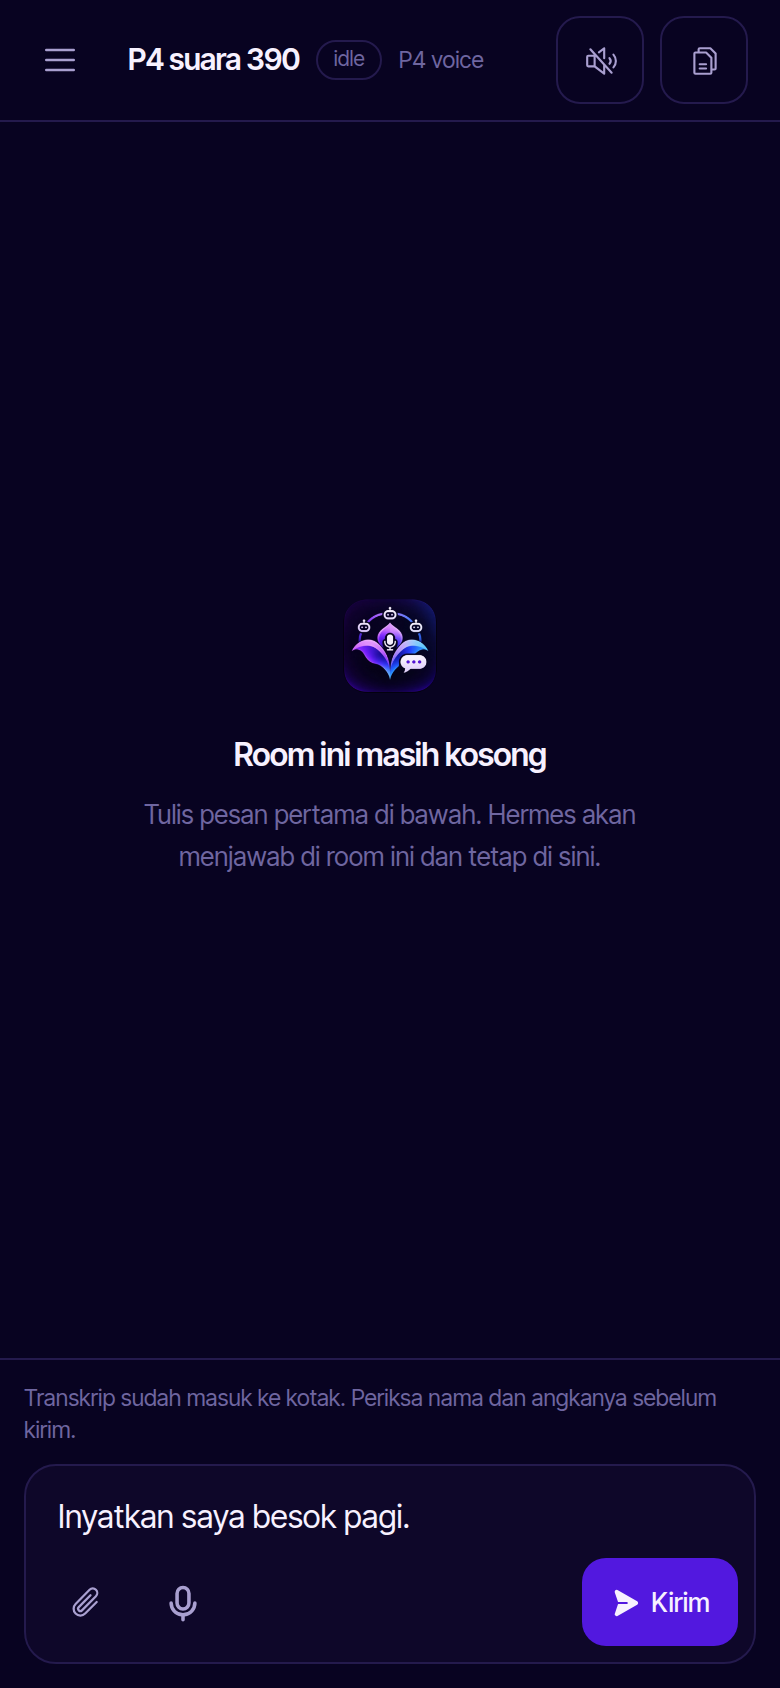 P4 suara 390 idle P4 voice
Room ini masih kosong
Tulis pesan pertama di bawah. Hermes akan
menjawab di room ini dan tetap di sini.
Transkrip sudah masuk ke kotak. Periksa nama dan angkanya sebelum
kirim.
Inyatkan saya besok pagi.
Kirim